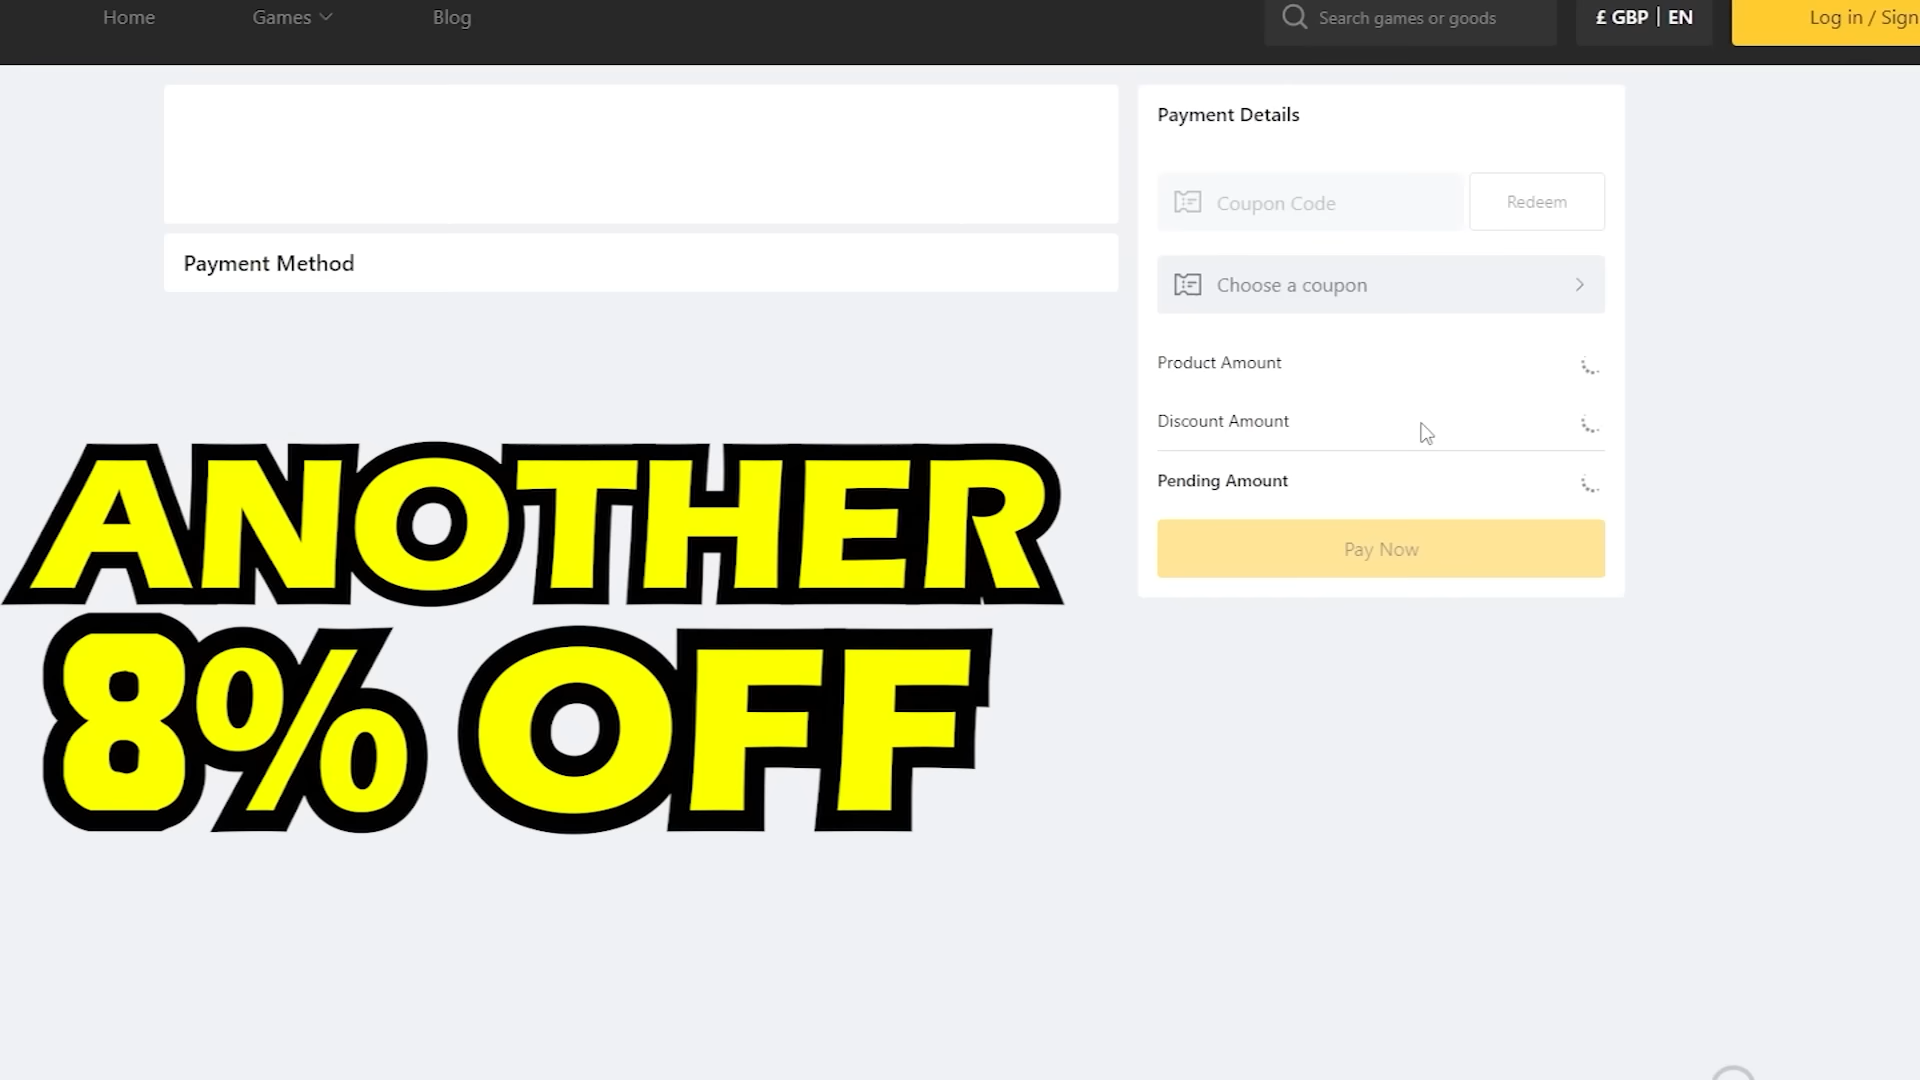 Home
Games
Blog
Search games or goods
£ GBP | EN
Log in / Sign
Payment Details
Coupon Code
Redeem
Payment Method
Choose a coupon
Product Amount
Discount Amount
Pending Amount
Pay Now
ANOTHER
8% OFF